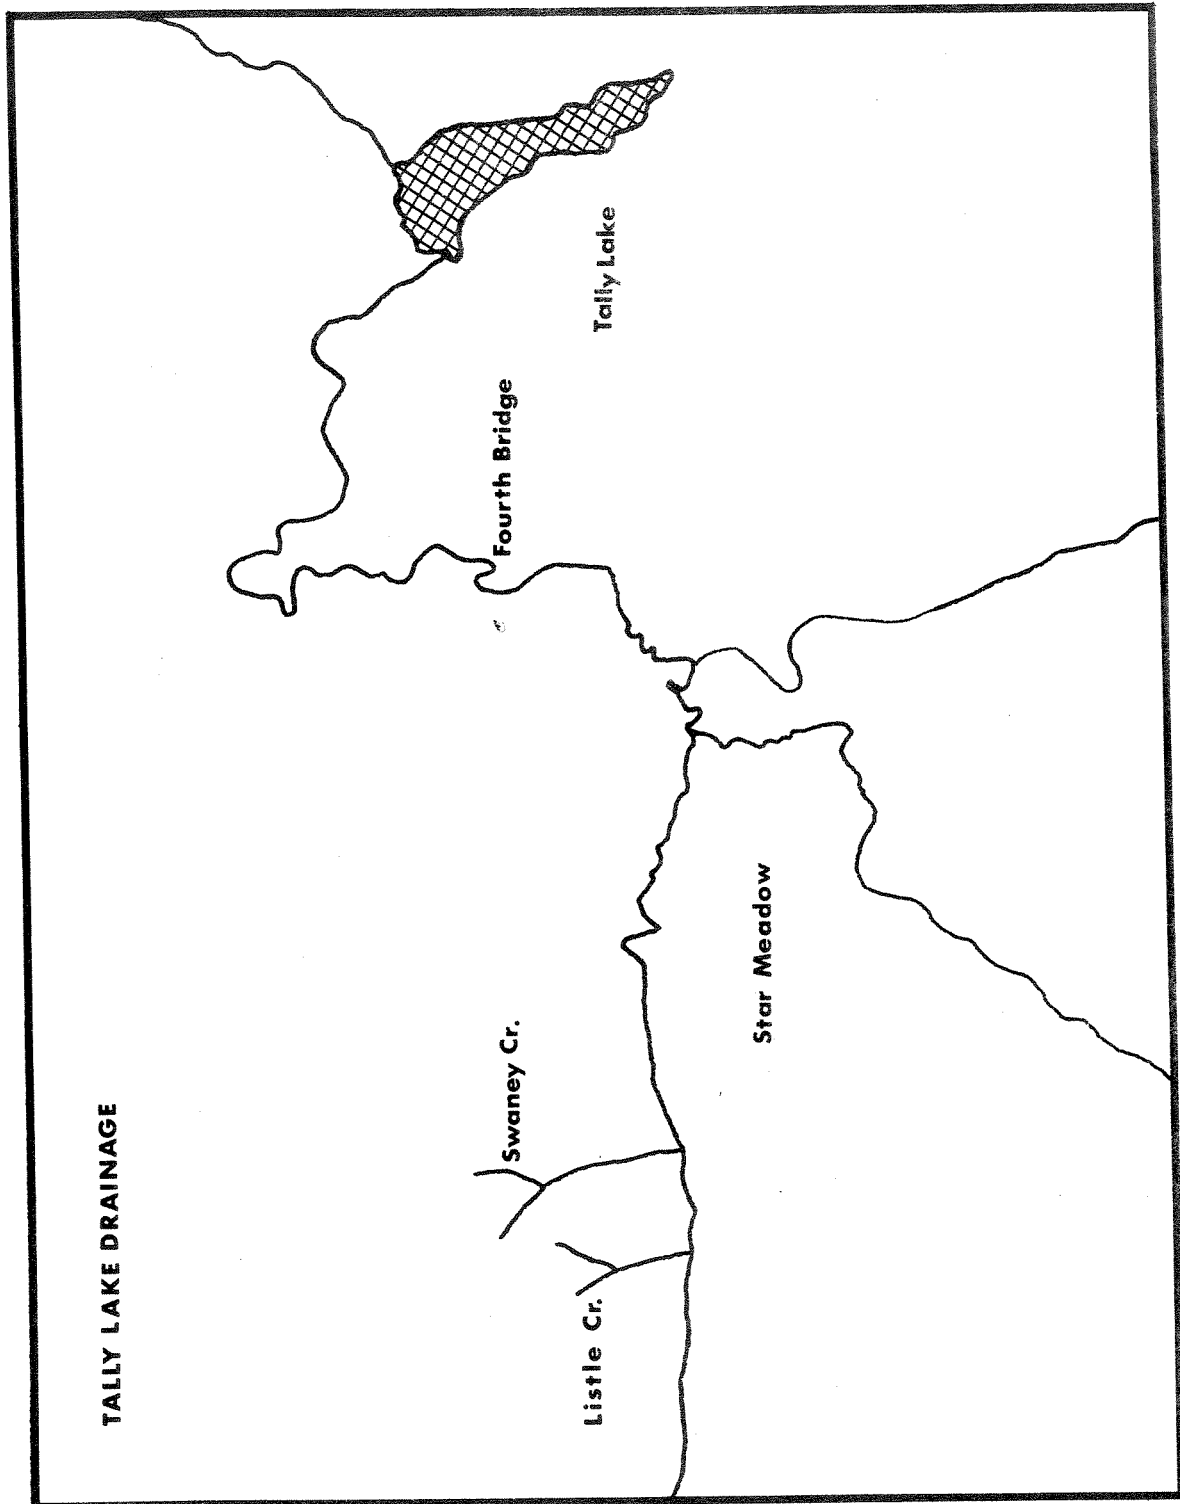 TALLY LAKE DRAINAGE
Tally Lake
Fourth Bridge
Swaney Cr.
Listle Cr.
Star Meadow